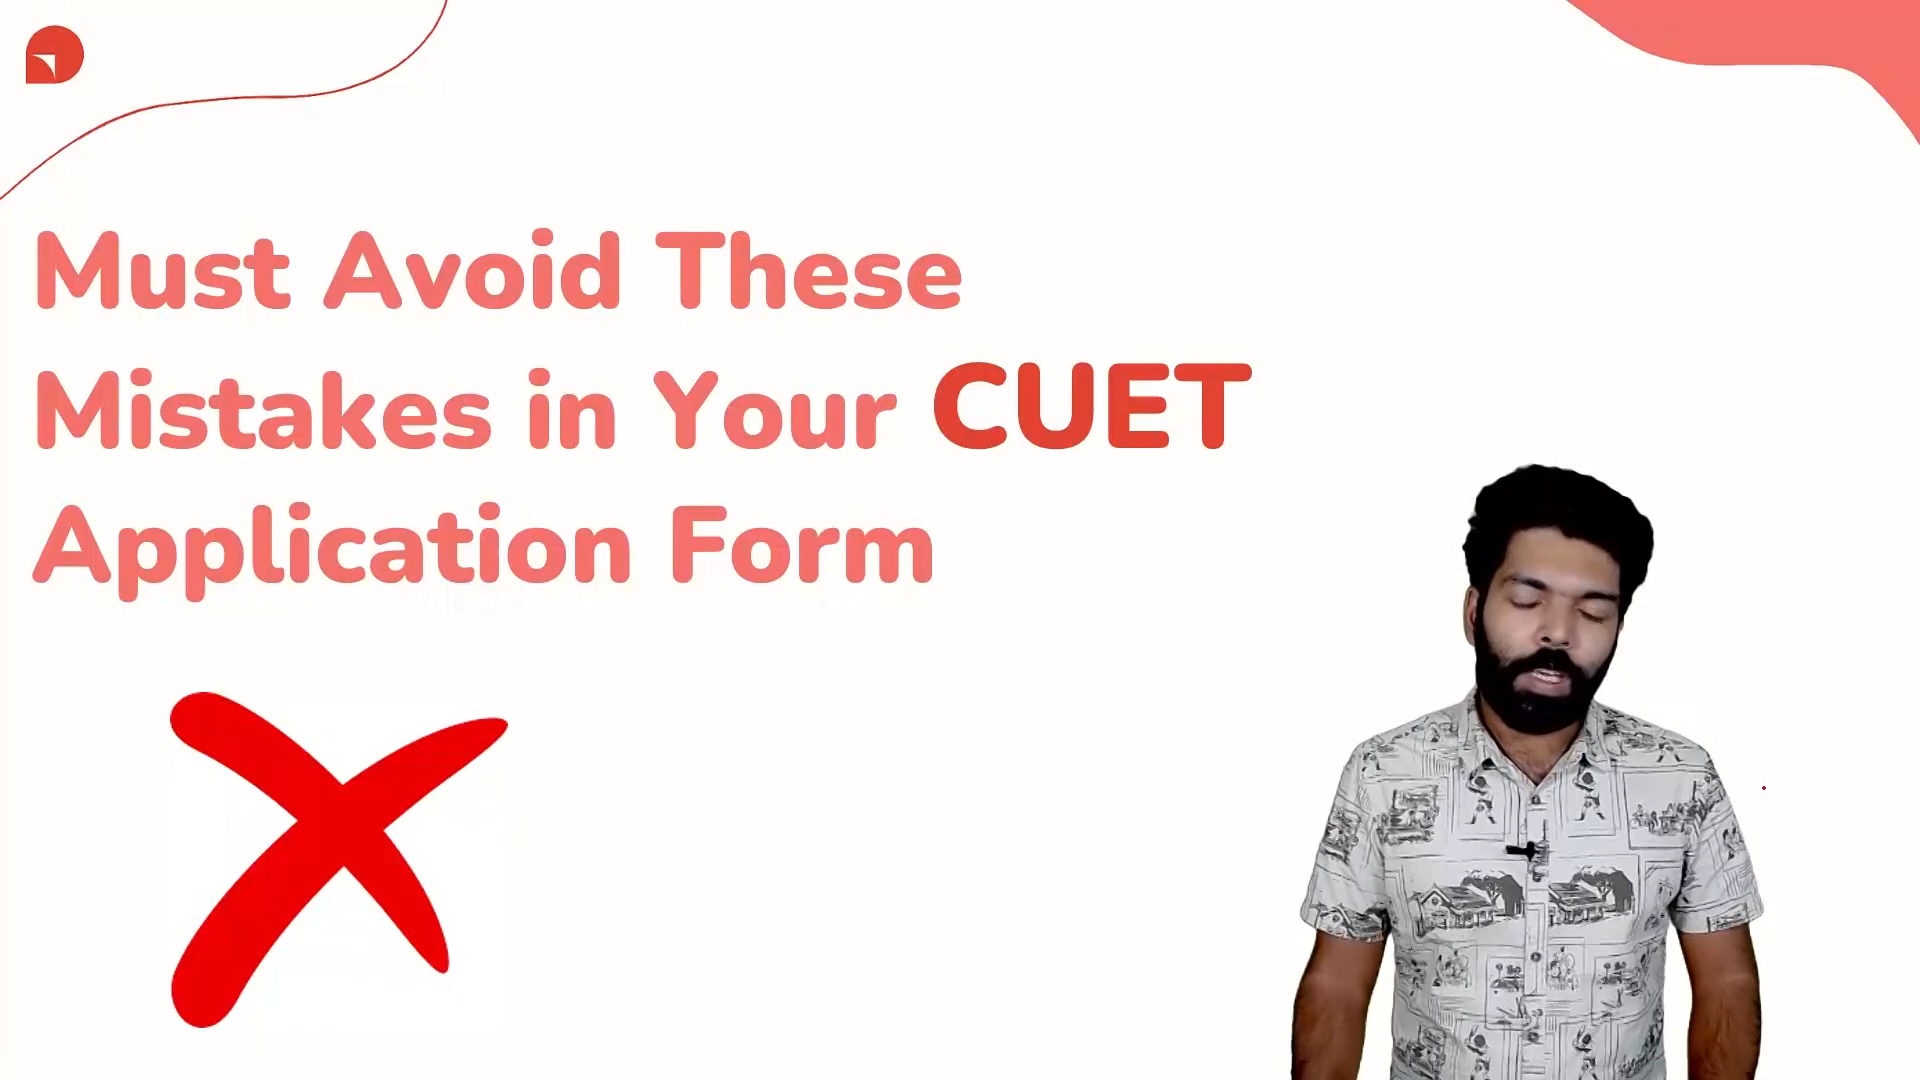 Must Avoid These
Mistakes in Your CUET
Application Form